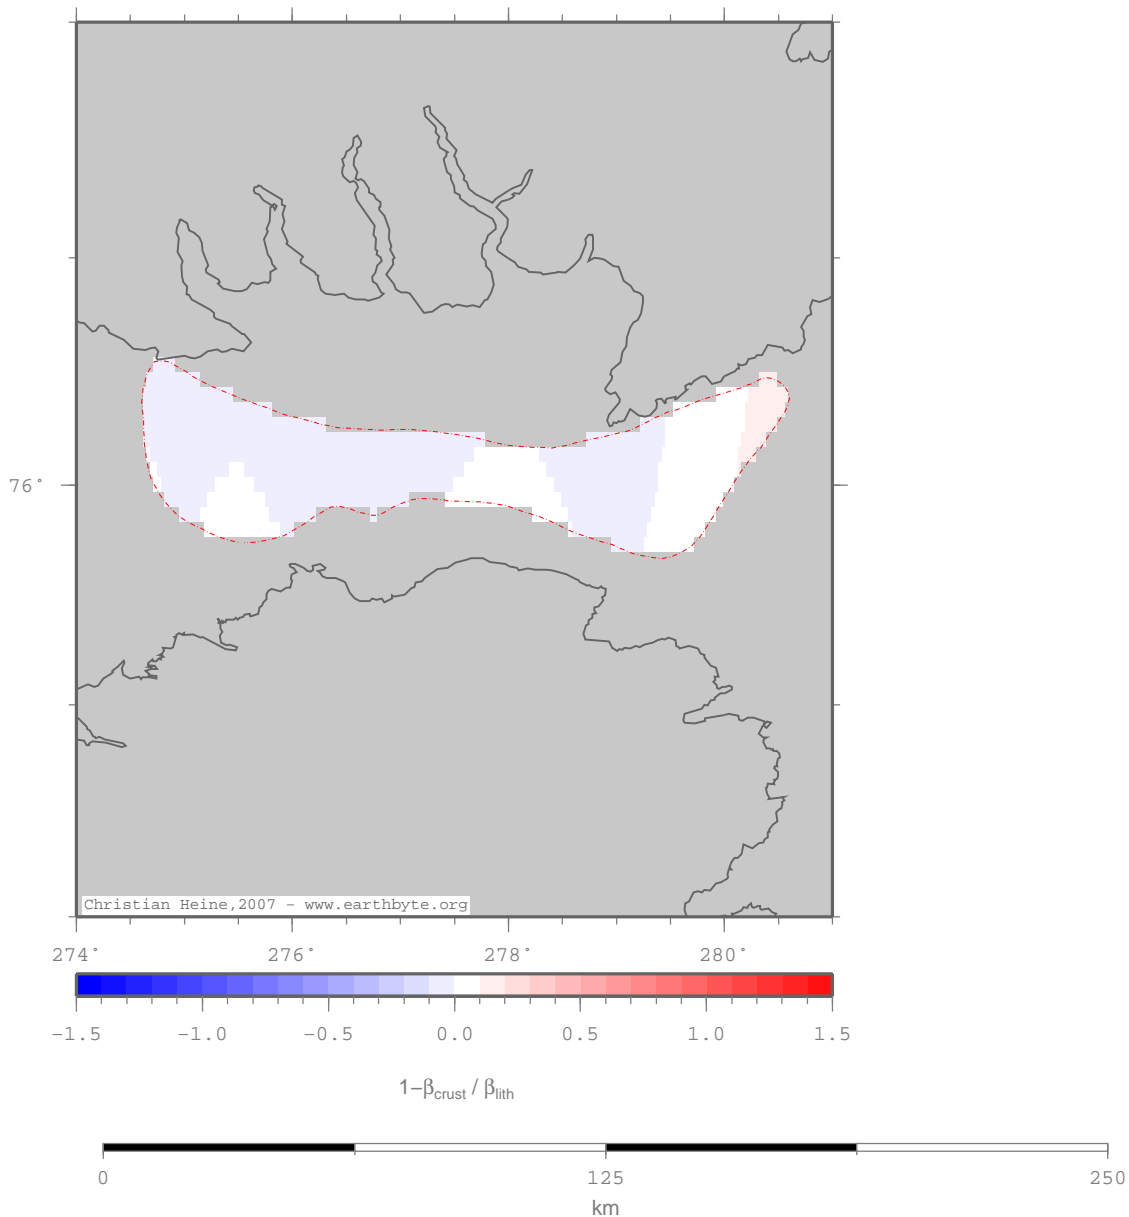 76°
Christian Heine,2007 - www.earthbyte.org
274° 276° 278° 280°
-1.5 -1.0 -0.5 0.0 0.5 1.0 1.5
1−βcrust / βlith
0 125 250
km